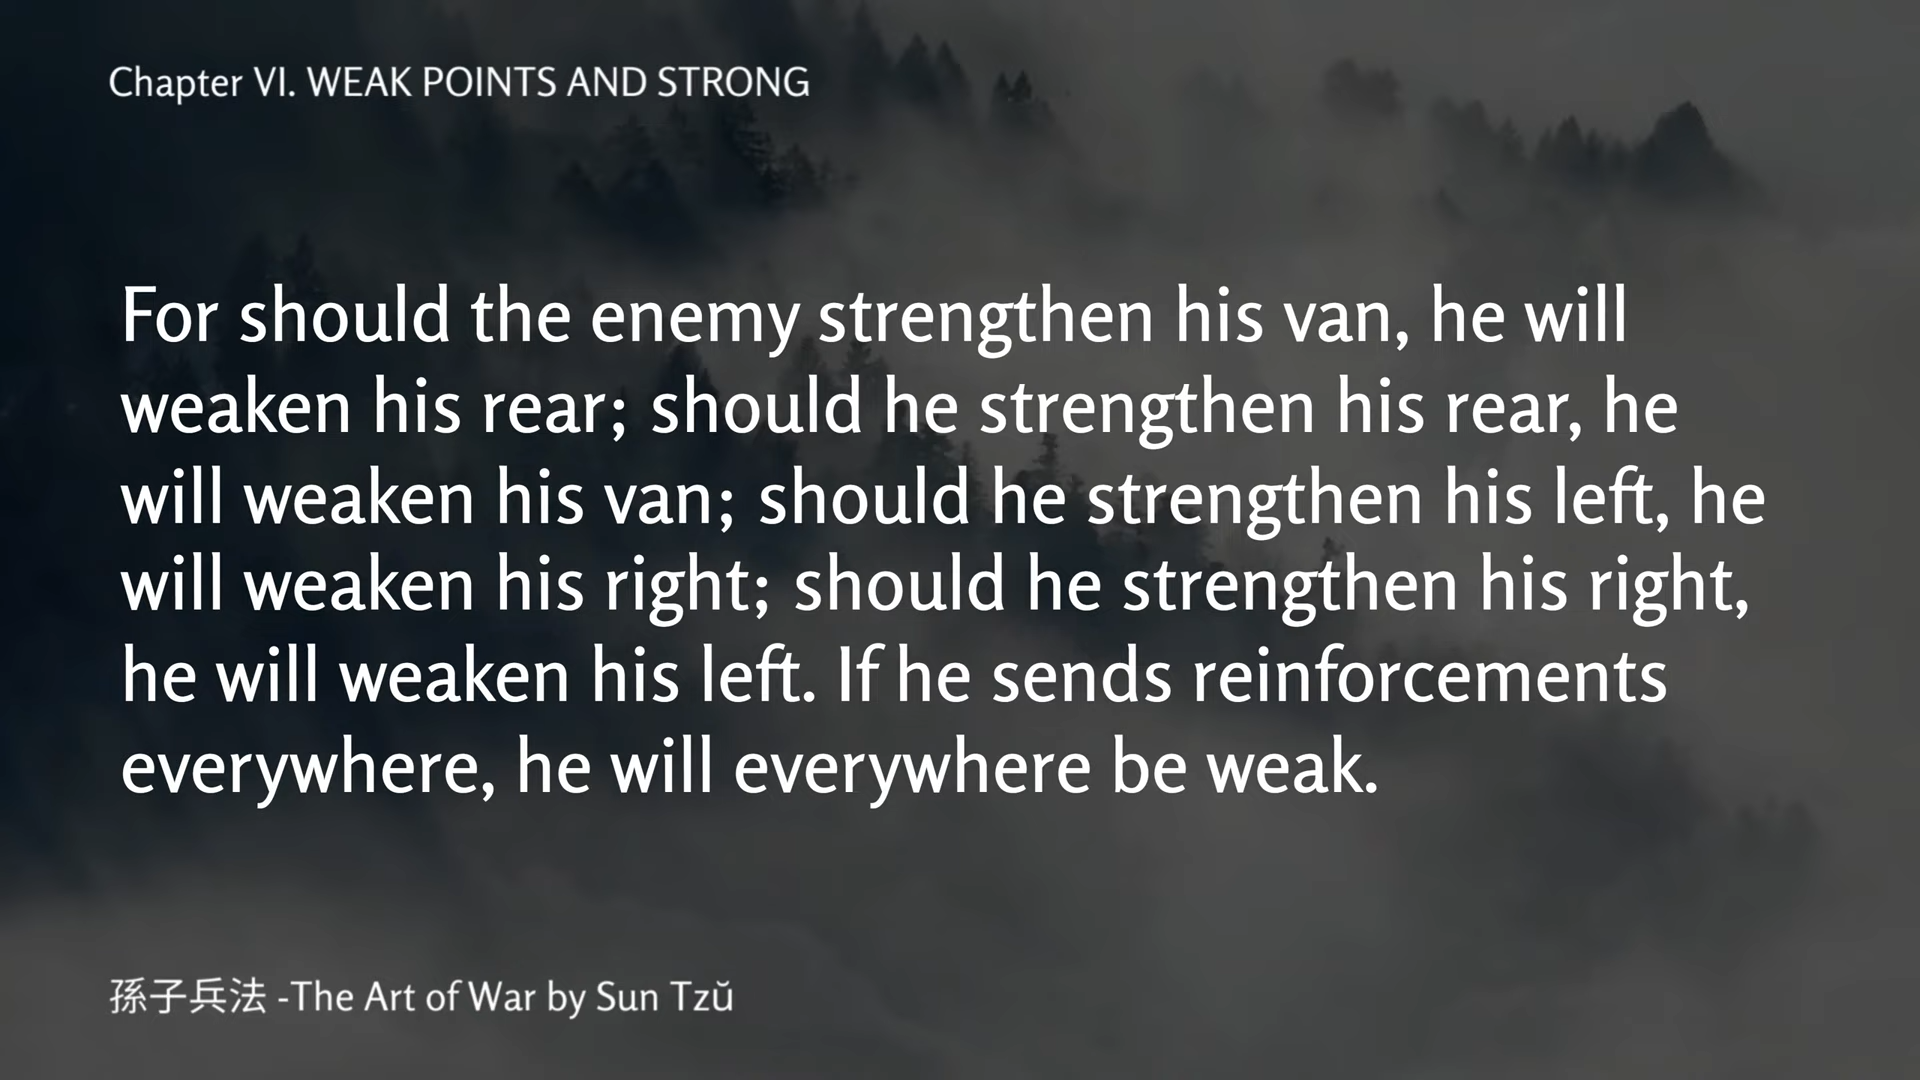 Chapter VI. WEAK POINTS AND STRONG
For should the enemy strengthen his van, he will
weaken his rear; should he strengthen his rear, he
will weaken his van; should he strengthen his left, he
will weaken his right; should he strengthen his right,
he will weaken his left. If he sends reinforcements
everywhere, he will everywhere be weak.
孫子兵法 -The Art of War by Sun Tzŭ